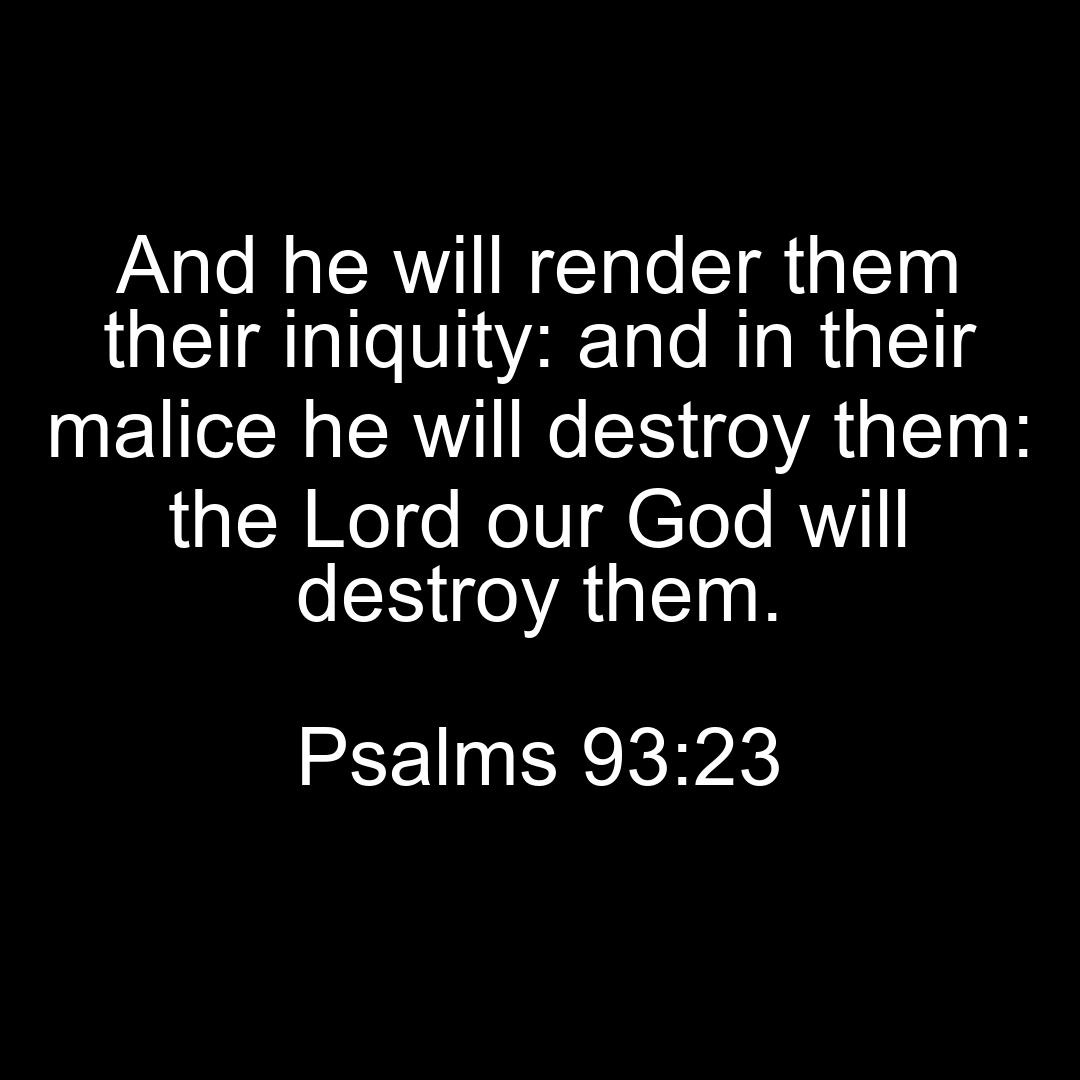 And he will render them
their iniquity: and in their
malice he will destroy them:
the Lord our God will
destroy them.
Psalms 93:23